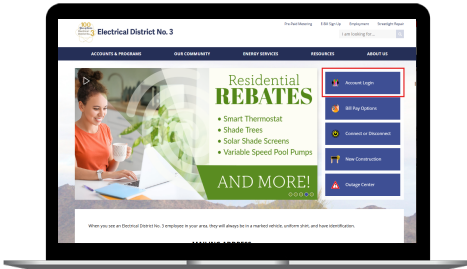 Pre-Paid Metering E-Bill Sign Up Employment Streetlight Repair
100
3 Electrical District No. 3
I am looking for...
ACCOUNTS & PROGRAMS OUR COMMUNITY ENERGY SERVICES RESOURCES ABOUT US
Residential
REBATES
• Smart Thermostat
• Shade Trees
• Solar Shade Screens
• Variable Speed Pool Pumps
AND MORE!
Account Login
Bill Pay Options
Connect or Disconnect
New Construction
Outage Center
When you see an Electrical District No. 3 employee in your area, they will always be in a marked vehicle, uniform shirt, and have identification.
MAILING ADDRESS